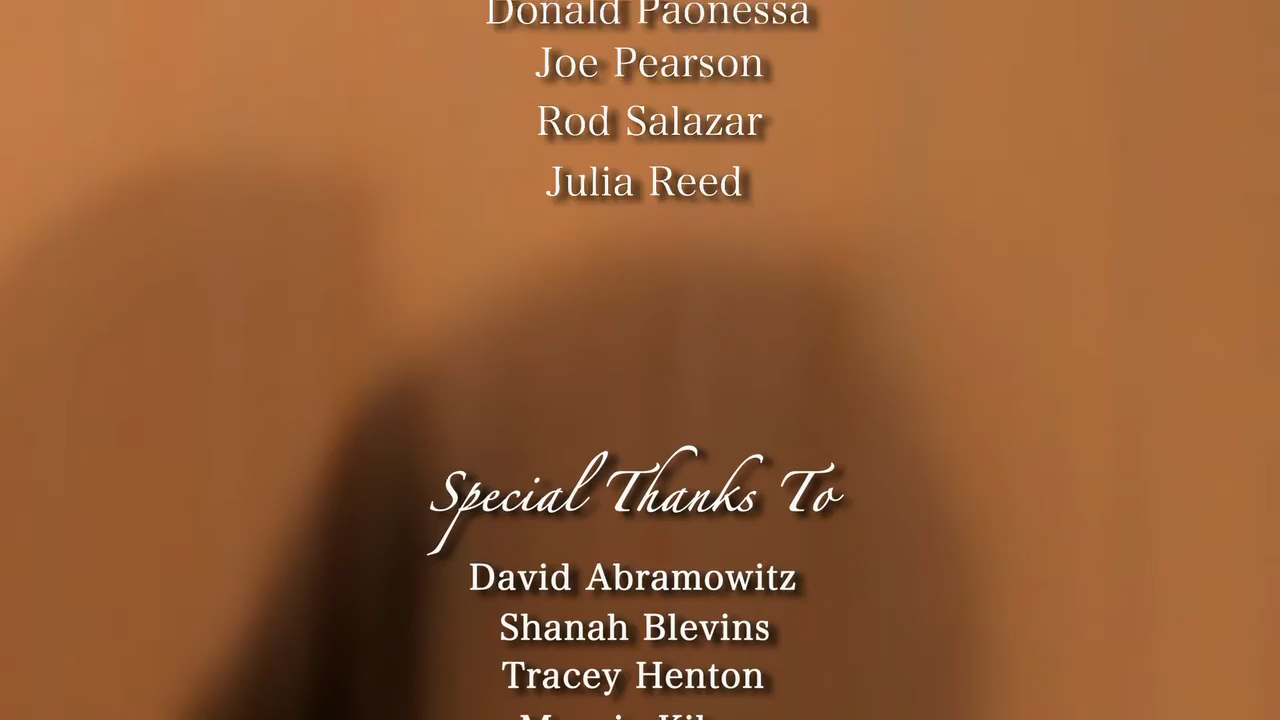 Donald Paonessa
Joe Pearson
Rod Salazar
Julia Reed
Special Thanks To
David Abramowitz
Shanah Blevins
Tracey Henton